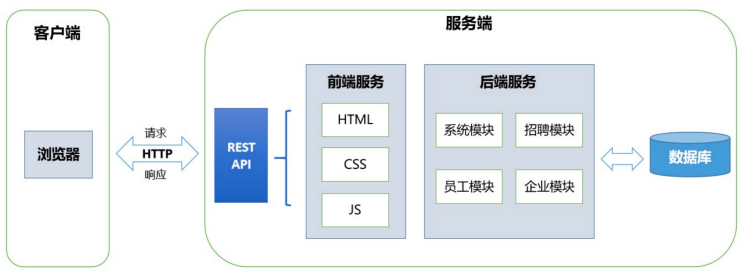 客户端
浏览器
请求
HTTP
响应
服务端
REST
API
前端服务
HTML
CSS
JS
后端服务
系统模块
招聘模块
员工模块
企业模块
数据库